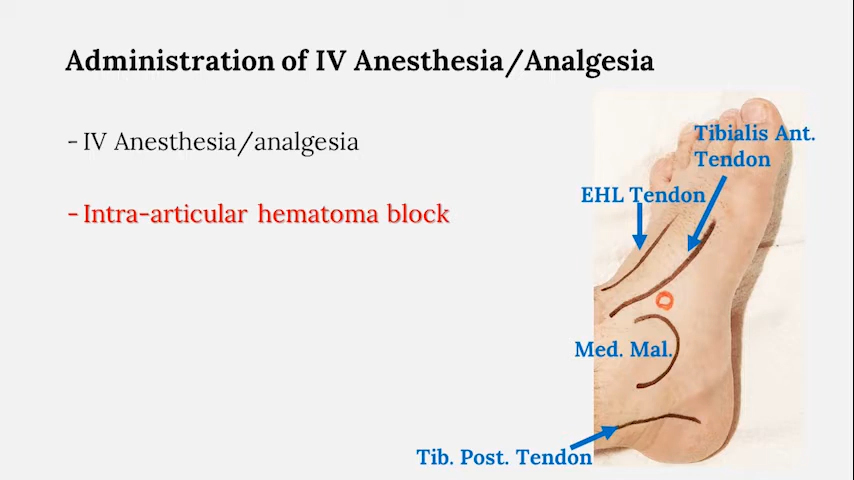 Administration of IV Anesthesia/Analgesia
- IV Anesthesia/analgesia
- Intra-articular hematoma block
Tibialis Ant.
Tendon
EHL Tendon
Med. Mal.
Tib. Post. Tendon